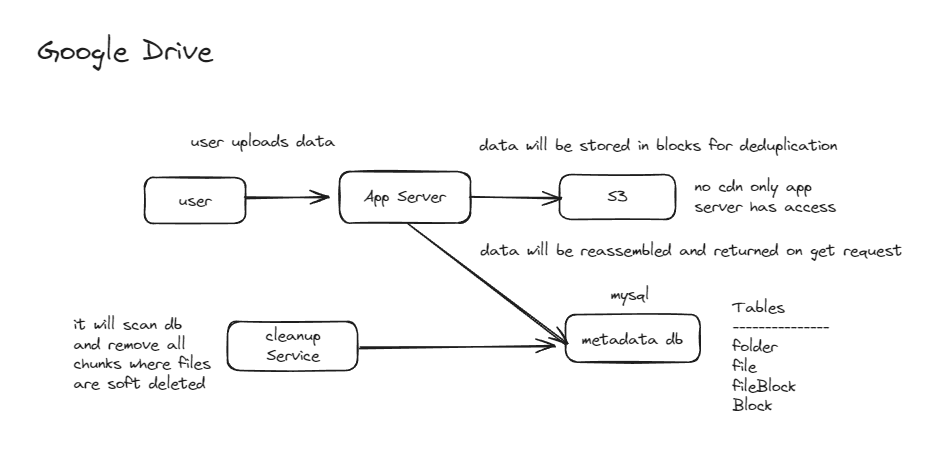 Google Drive
user uploads data
data will be stored in blocks for deduplication
user
App Server
S3
no cdn only app
server has access
data will be reassembled and returned on get request
mysql
metadata db
Tables
---------------
folder
file
fileBlock
Block
it will scan db
and remove all
chunks where files
are soft deleted
cleanup
Service